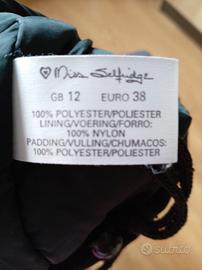 Miss Selfridge
GB 12 EURO 38
100% POLYESTER/POLIESTER
LINING/VOERING/FORRO:
100% NYLON
PADDING/VULLING/CHUMACOS:
100% POLYESTER/POLIESTER
subito